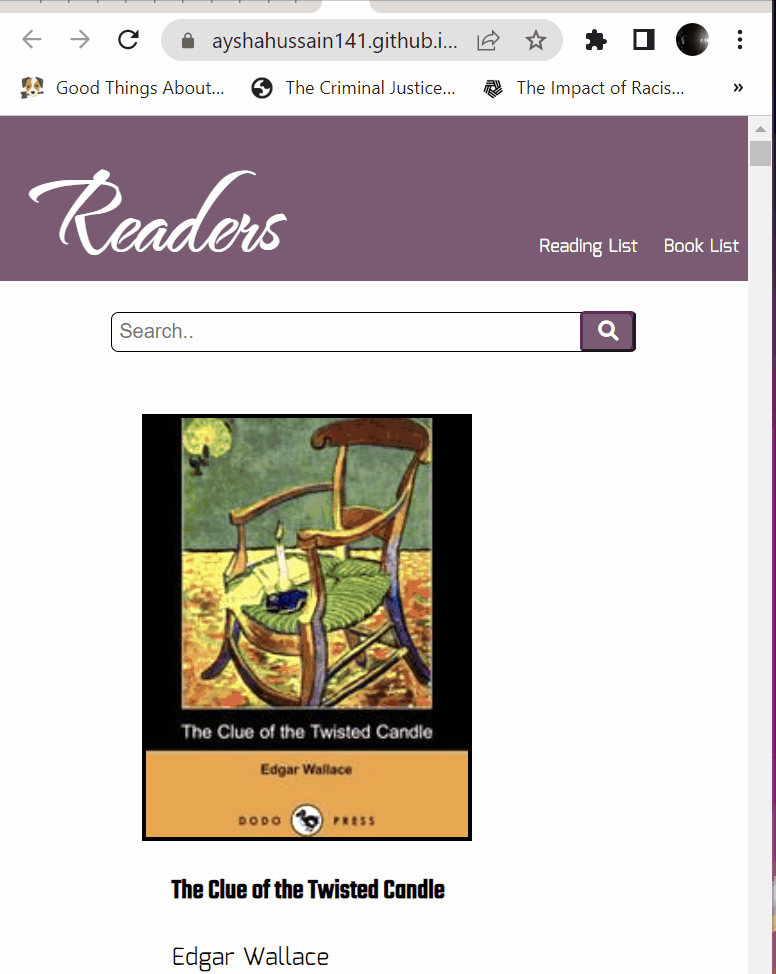 ayshahussain141.github.i...
Good Things About... The Criminal Justice... The Impact of Racis... »
Readers
Reading List Book List
Search..
The Clue of the Twisted Candle
Edgar Wallace
DODO PRESS
The Clue of the Twisted Candle
Edgar Wallace